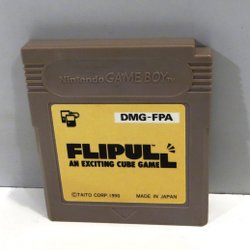 Nintendo GAME BOY TM
DMG-FPA
FLIPULL
AN EXCITING CUBE GAME
©TAITO CORP 1990 MADE IN JAPAN